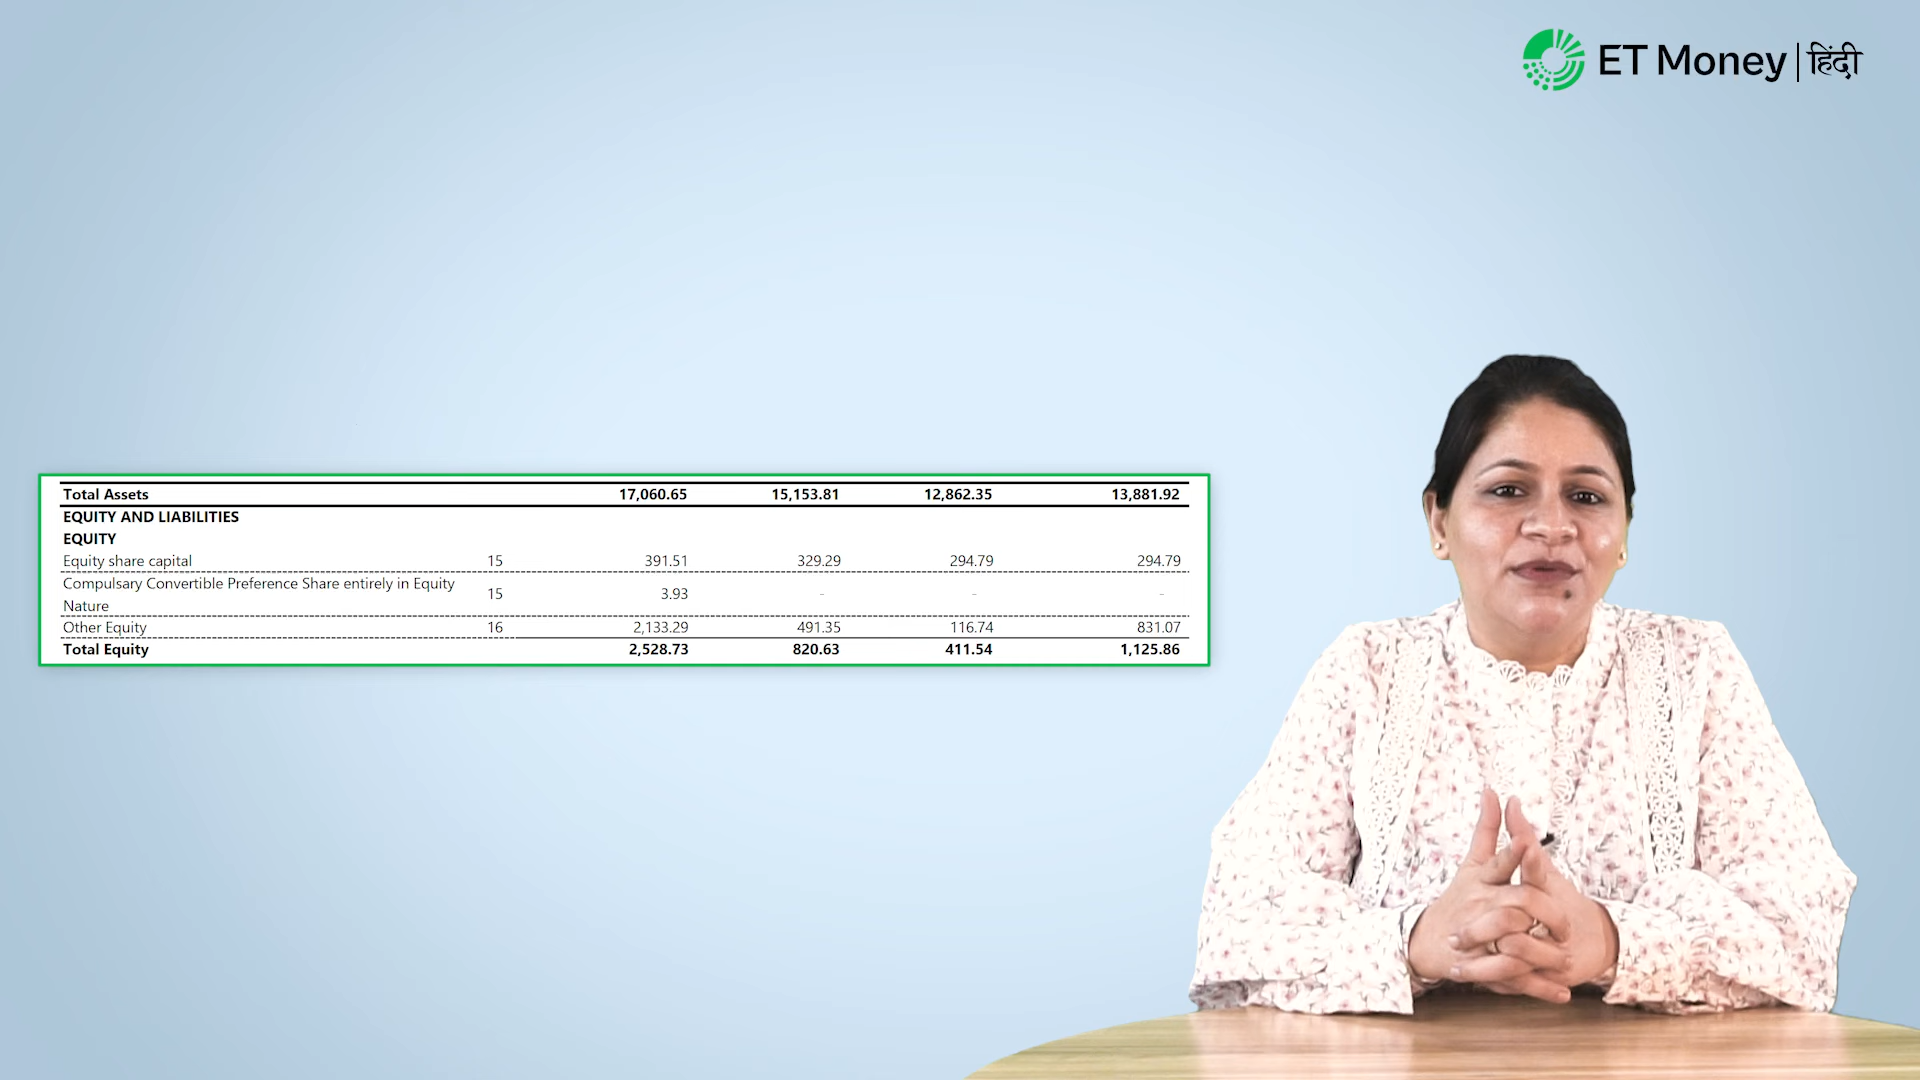 ET Money | हिंदी
Total Assets 17,060.65 15,153.81 12,862.35 13,881.92
EQUITY AND LIABILITIES
EQUITY
Equity share capital 15 391.51 329.29 294.79 294.79
Compulsary Convertible Preference Share entirely in Equity
Nature 15 3.93 - - -
Other Equity 16 2,133.29 491.35 116.74 831.07
Total Equity 2,528.73 820.63 411.54 1,125.86